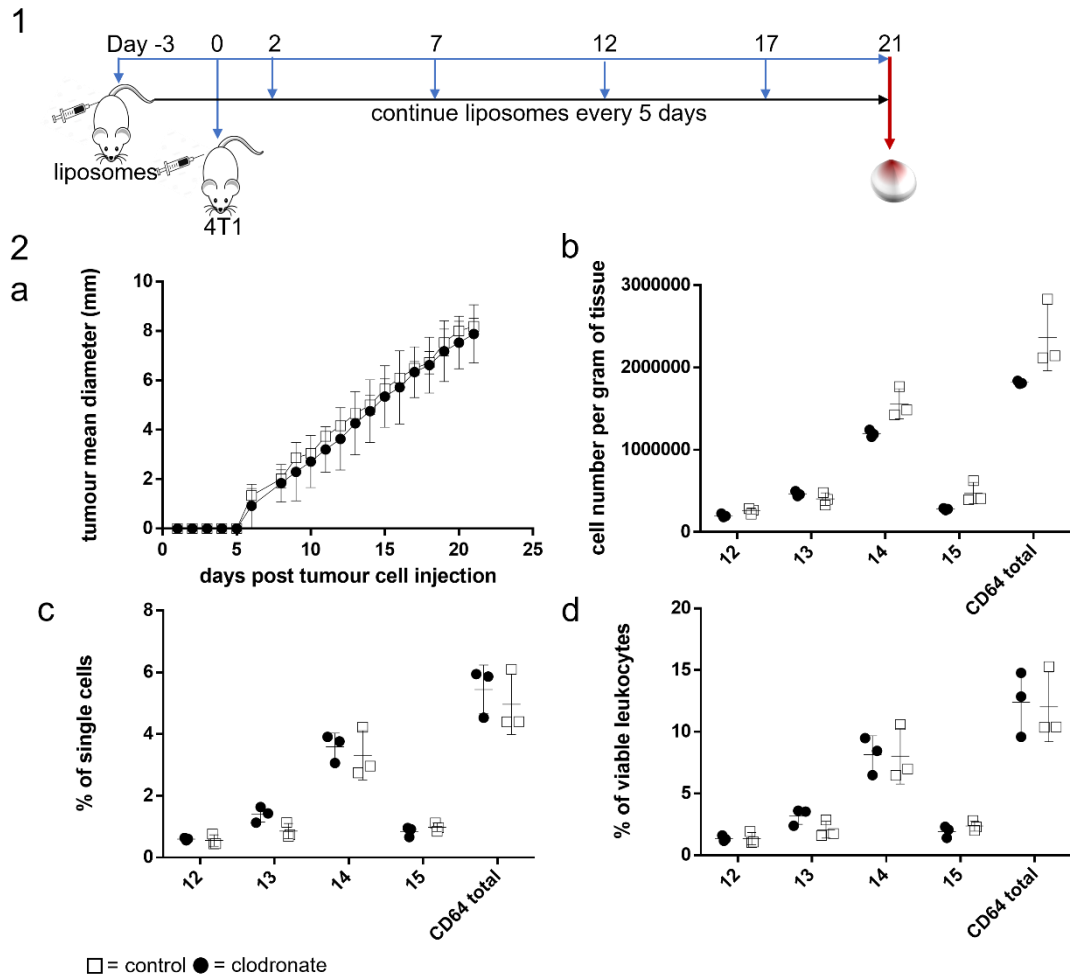 1
Day -3 0 2 7 12 17 21
continue liposomes every 5 days
liposomes
4T1
2
a
tumour mean diameter (mm)
10
8
6
4
2
0
0 5 10 15 20 25
days post tumour cell injection
b
cell number per gram of tissue
3000000
2000000
1000000
0
12 13 14 15 CD64 total
c
% of single cells
8
6
4
2
0
12 13 14 15 CD64 total
d
% of viable leukocytes
20
15
10
5
0
12 13 14 15 CD64 total
= control = clodronate